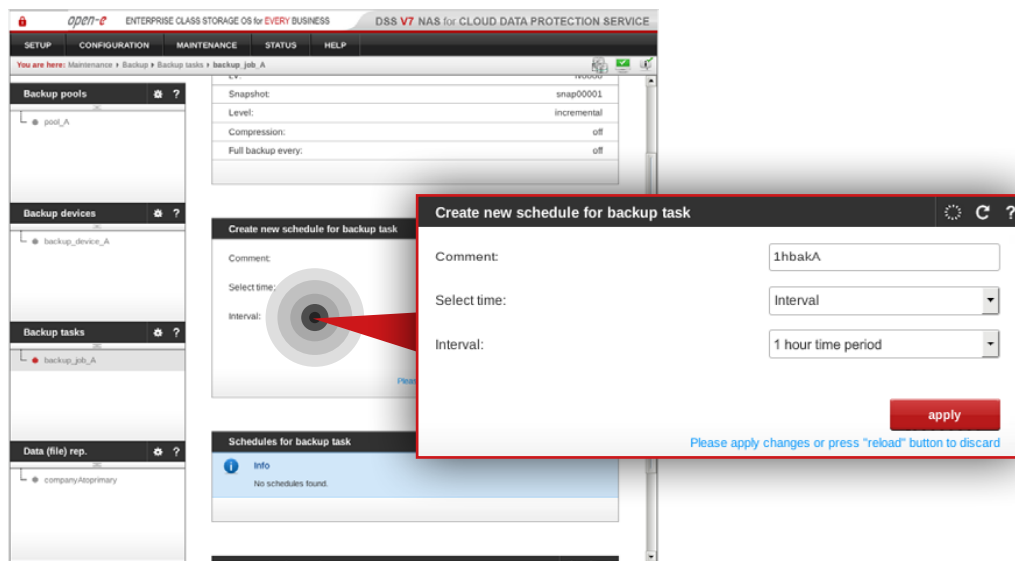 open-e ENTERPRISE CLASS STORAGE OS for EVERY BUSINESS DSS V7 NAS for CLOUD DATA PROTECTION SERVICE
SETUP CONFIGURATION MAINTENANCE STATUS HELP
You are here: Maintenance Backup Backup tasks backup_job_A
Backup pools ?
pool_A
Backup devices ?
backup_device_A
Backup tasks ?
backup_job_A
Data (file) rep. ?
companyAtoprimary
Snapshot: snap00001
Level: incremental
Compression: off
Full backup every: off
Create new schedule for backup task
Comment:
Select time:
Interval:
Schedules for backup task
i Info
No schedules found.
Create new schedule for backup task ?
Comment: 1hbakA
Select time: Interval
Interval: 1 hour time period
apply
Please apply changes or press "reload" button to discard